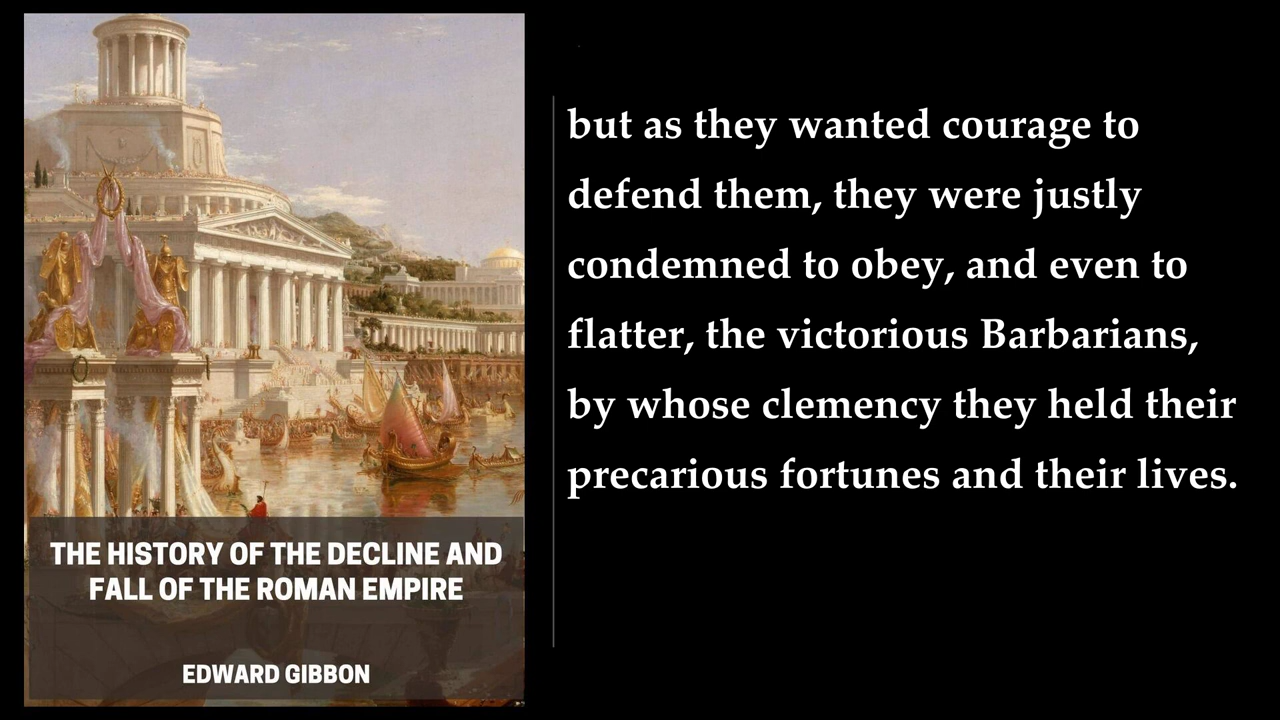 but as they wanted courage to
defend them, they were justly
condemned to obey, and even to
flatter, the victorious Barbarians,
by whose clemency they held their
precarious fortunes and their lives.
THE HISTORY OF THE DECLINE AND
FALL OF THE ROMAN EMPIRE
EDWARD GIBBON